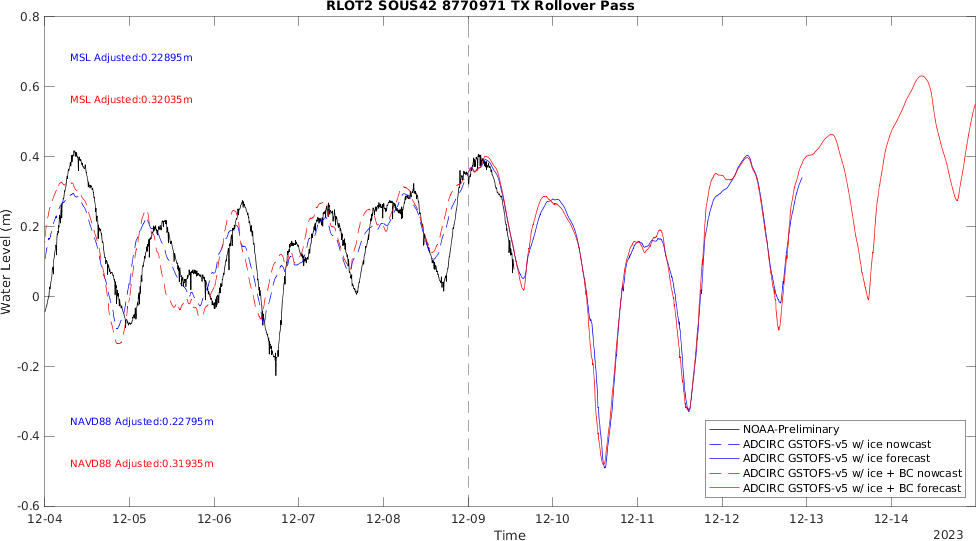 RLOT2 SOUS42 8770971 TX Rollover Pass
0.8
MSL Adjusted:0.22895m
0.6
MSL Adjusted:0.32035m
0.4
0.2
Water Level (m)
0
-0.2
-0.4
NAVD88 Adjusted:0.22795m
NAVD88 Adjusted:0.31935m
-0.6
NOAA-Preliminary
ADCIRC GSTOFS-v5 w/ ice nowcast
ADCIRC GSTOFS-v5 w/ ice forecast
ADCIRC GSTOFS-v5 w/ ice + BC nowcast
ADCIRC GSTOFS-v5 w/ ice + BC forecast
12-04 12-05 12-06 12-07 12-08 12-09 12-10 12-11 12-12 12-13 12-14
Time
2023